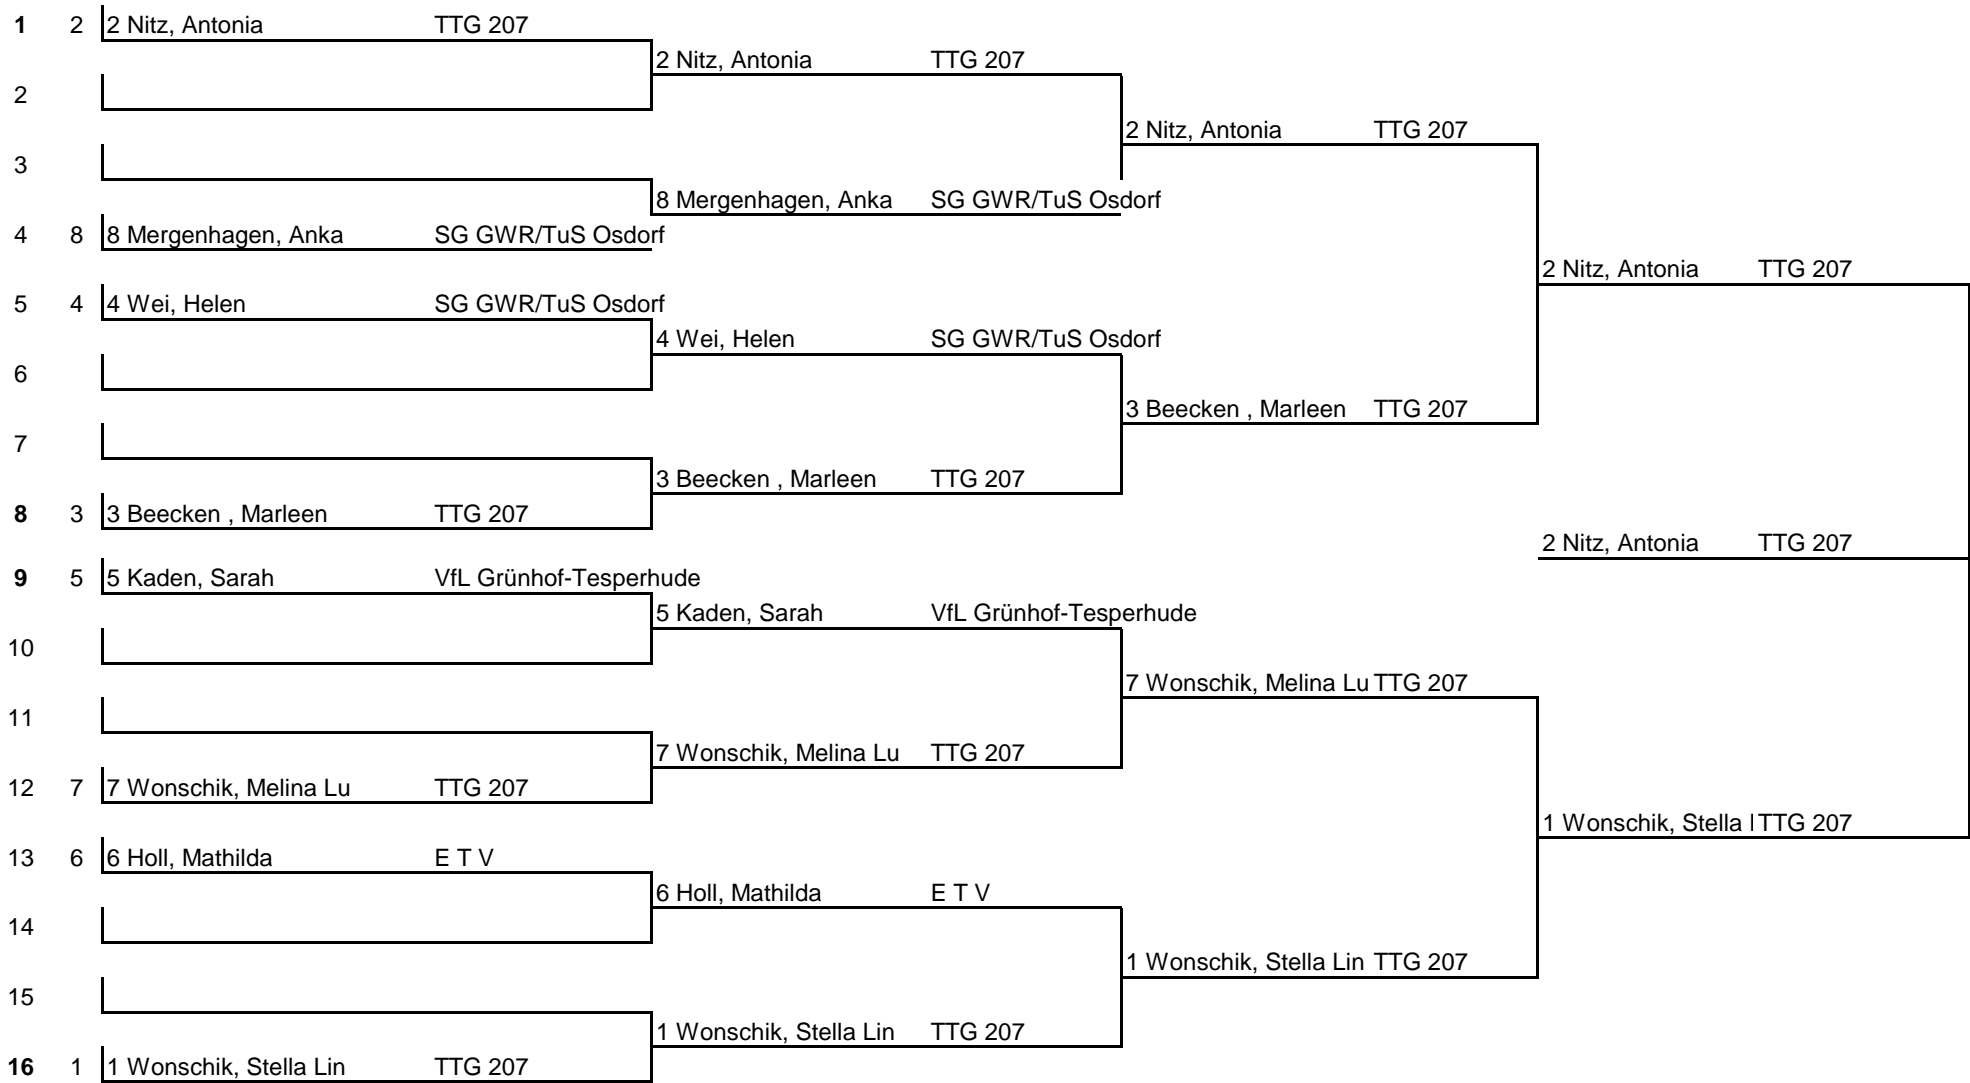 1 2 2 Nitz, Antonia TTG 207
2 Nitz, Antonia TTG 207
2
2 Nitz, Antonia TTG 207
3
8 Mergenhagen, Anka SG GWR/TuS Osdorf
4 8 8 Mergenhagen, Anka SG GWR/TuS Osdorf
2 Nitz, Antonia TTG 207
5 4 4 Wei, Helen SG GWR/TuS Osdorf
4 Wei, Helen SG GWR/TuS Osdorf
6
3 Beecken , Marleen TTG 207
7
3 Beecken , Marleen TTG 207
8 3 3 Beecken , Marleen TTG 207
2 Nitz, Antonia TTG 207
9 5 5 Kaden, Sarah VfL Grünhof-Tesperhude
5 Kaden, Sarah VfL Grünhof-Tesperhude
10
7 Wonschik, Melina Lu TTG 207
11
7 Wonschik, Melina Lu TTG 207
12 7 7 Wonschik, Melina Lu TTG 207
1 Wonschik, Stella TTG 207
13 6 6 Holl, Mathilda E T V
6 Holl, Mathilda E T V
14
1 Wonschik, Stella Lin TTG 207
15
1 Wonschik, Stella Lin TTG 207
16 1 1 Wonschik, Stella Lin TTG 207